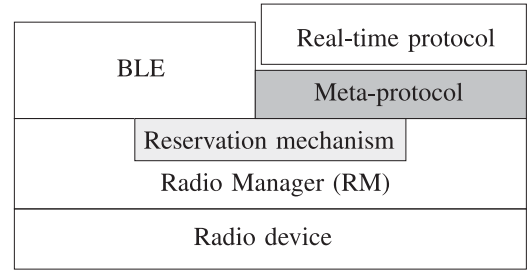 Real-time protocol
BLE
Meta-protocol
Reservation mechanism
Radio Manager (RM)
Radio device